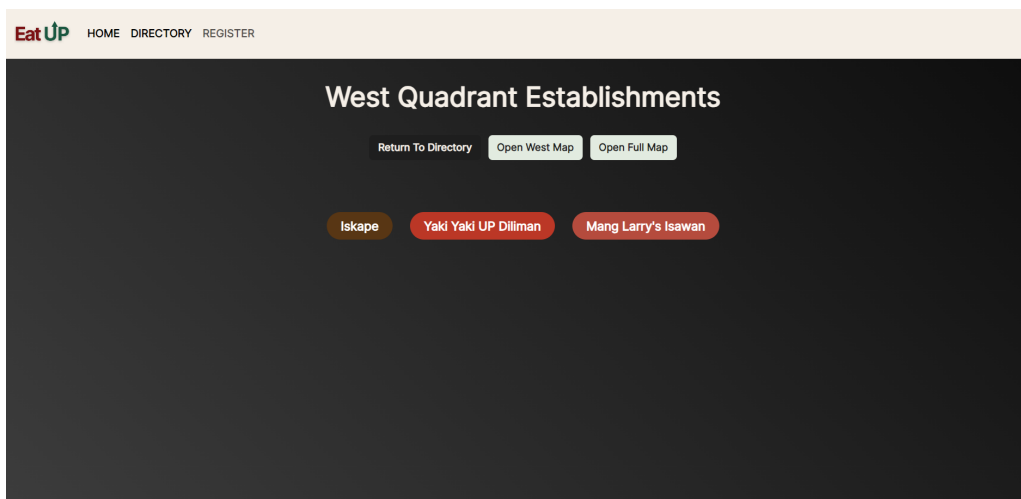 Eat UP HOME DIRECTORY REGISTER
West Quadrant Establishments
Return To Directory Open West Map Open Full Map
Iskape Yaki Yaki UP Diliman Mang Larry's Isawan